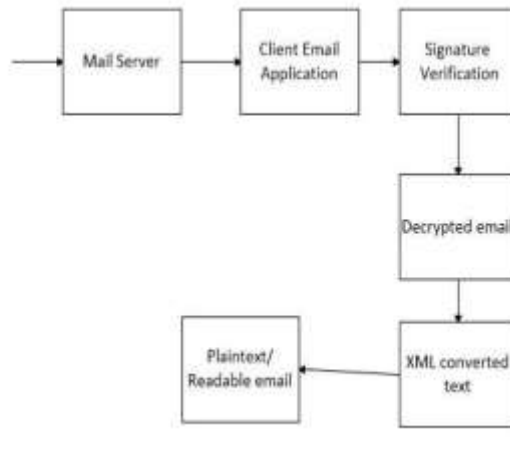 Mail Server
Client Email
Application
Signature
Verification
Decrypted email
XML converted
text
Plaintext/
Readable email